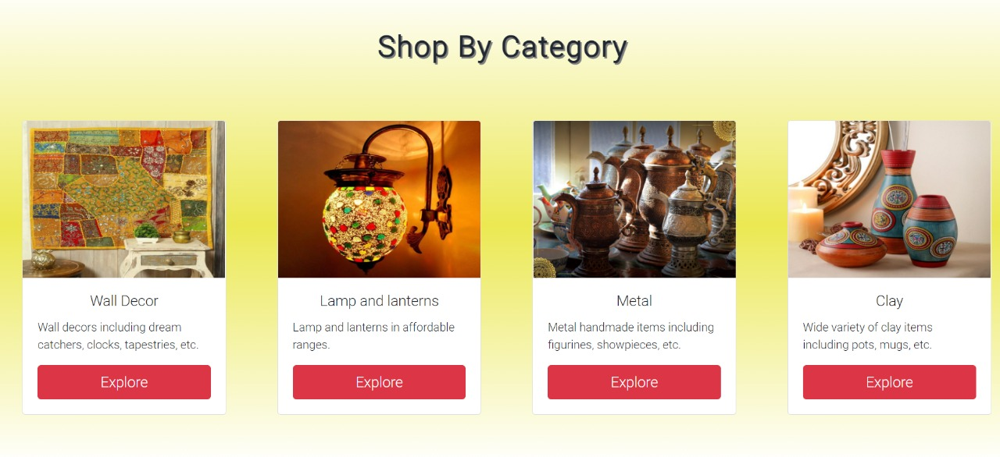 Shop By Category
Wall Decor
Wall decors including dream
catchers, clocks, tapestries, etc.
Explore
Lamp and lanterns
Lamp and lanterns in affordable
ranges.
Explore
Metal
Metal handmade items including
figurines, showpieces, etc.
Explore
Clay
Wide variety of clay items
including pots, mugs, etc.
Explore